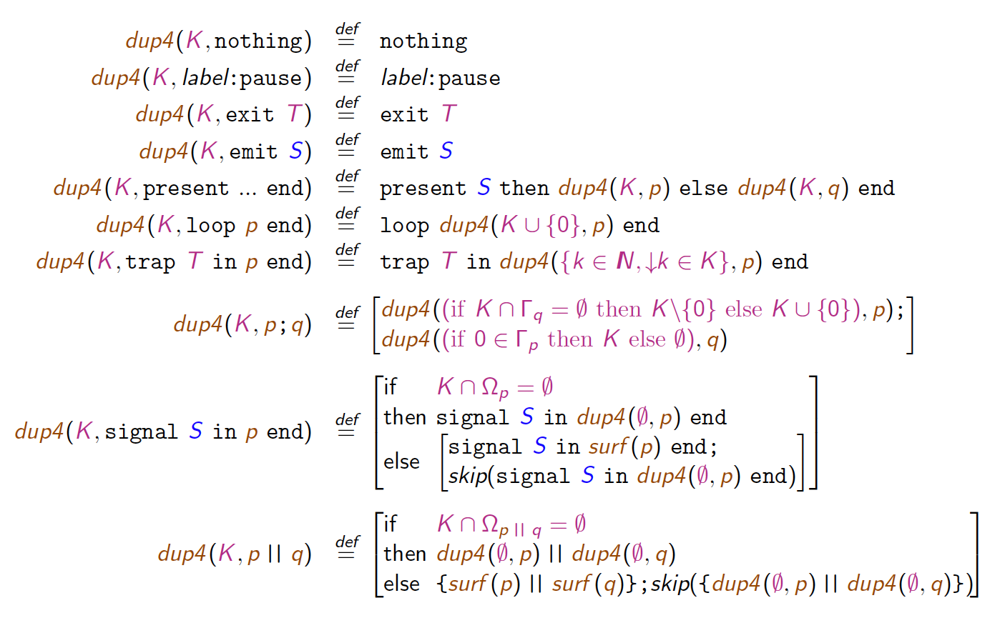 dup4(K, nothing) def= nothing
dup4(K, label:pause) def= label:pause
dup4(K, exit T) def= exit T
dup4(K, emit S) def= emit S
dup4(K, present ... end) def= present S then dup4(K, p) else dup4(K, q) end
dup4(K, loop p end) def= loop dup4(K ∪ {0}, p) end
dup4(K, trap T in p end) def= trap T in dup4({k ∈ N, ↓k ∈ K}, p) end
dup4(K, p; q) def= [dup4((if K ∩ Γq = ∅ then K\{0} else K ∪ {0}), p);
dup4((if 0 ∈ Γp then K else ∅), q)]
dup4(K, signal S in p end) def= [if K ∩ Ωp = ∅
then signal S in dup4(∅, p) end
else [signal S in surf(p) end;
skip(signal S in dup4(∅, p) end)]]
dup4(K, p || q) def= [if K ∩ Ωp || q = ∅
then dup4(∅, p) || dup4(∅, q)
else {surf(p) || surf(q)};skip({dup4(∅, p) || dup4(∅, q)})]